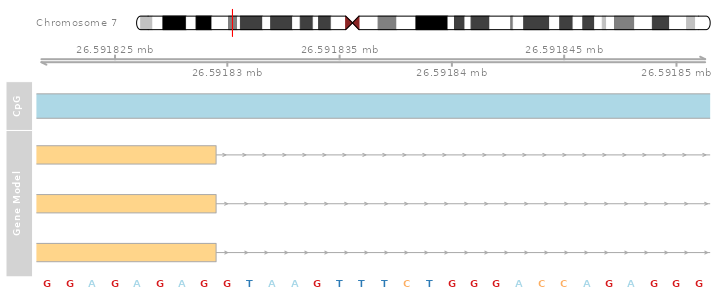 Chromosome 7
26.591825 mb 26.591835 mb 26.591845 mb
26.59183 mb 26.59184 mb 26.59185 mb
CpG
Gene Model
G G A G A G A G G T A A G T T T C T G G G A C C A G A G G G